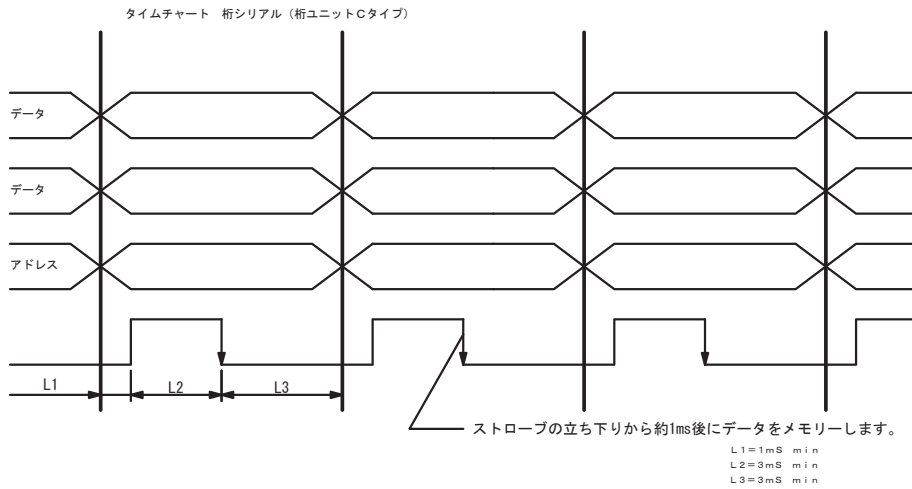 タイムチャート 桁シリアル（桁ユニットCタイプ）
データ
データ
アドレス
L1
L2
L3
ストローブの立ち下りから約1ms後にデータをメモリーします。
L1=1mS min
L2=3mS min
L3=3mS min